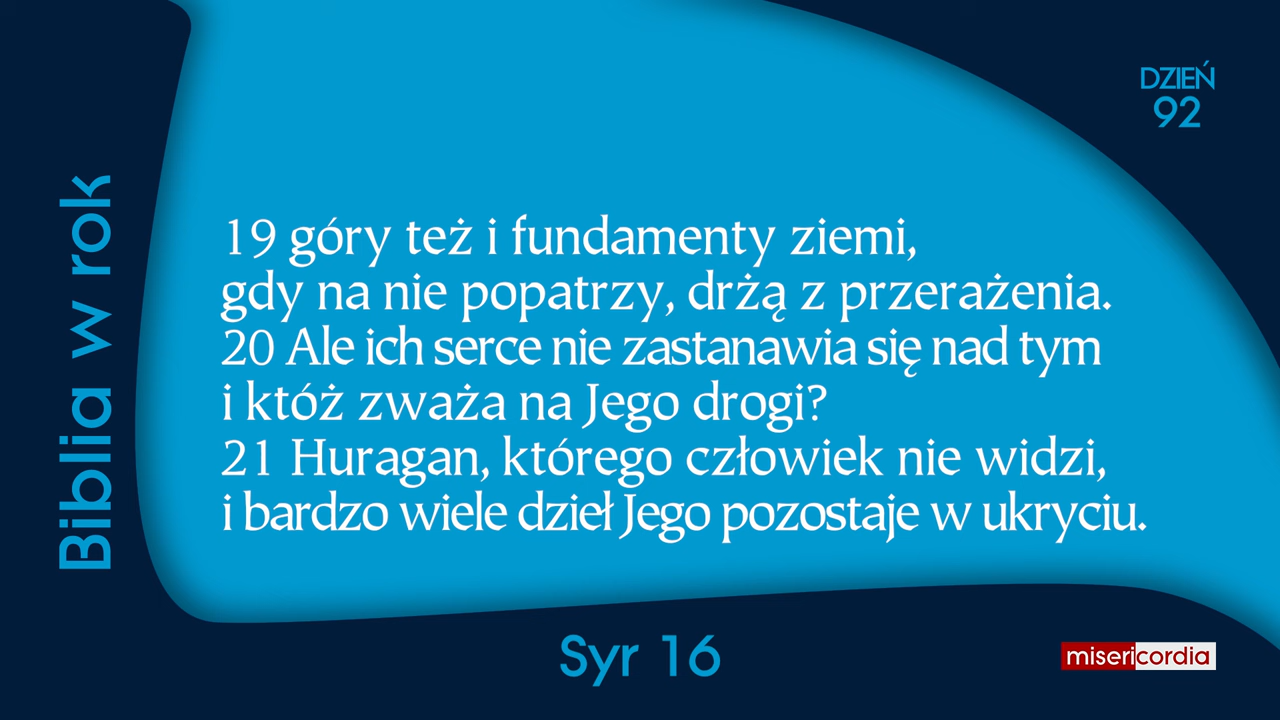 DZIEŃ
92
Biblia w rok
19 góry też i fundamenty ziemi,
gdy na nie popatrzy, drżą z przerażenia.
20 Ale ich serce nie zastanawia się nad tym
i któż zważa na Jego drogi?
21 Huragan, którego człowiek nie widzi,
i bardzo wiele dzieł Jego pozostaje w ukryciu.
Syr 16
misericordia